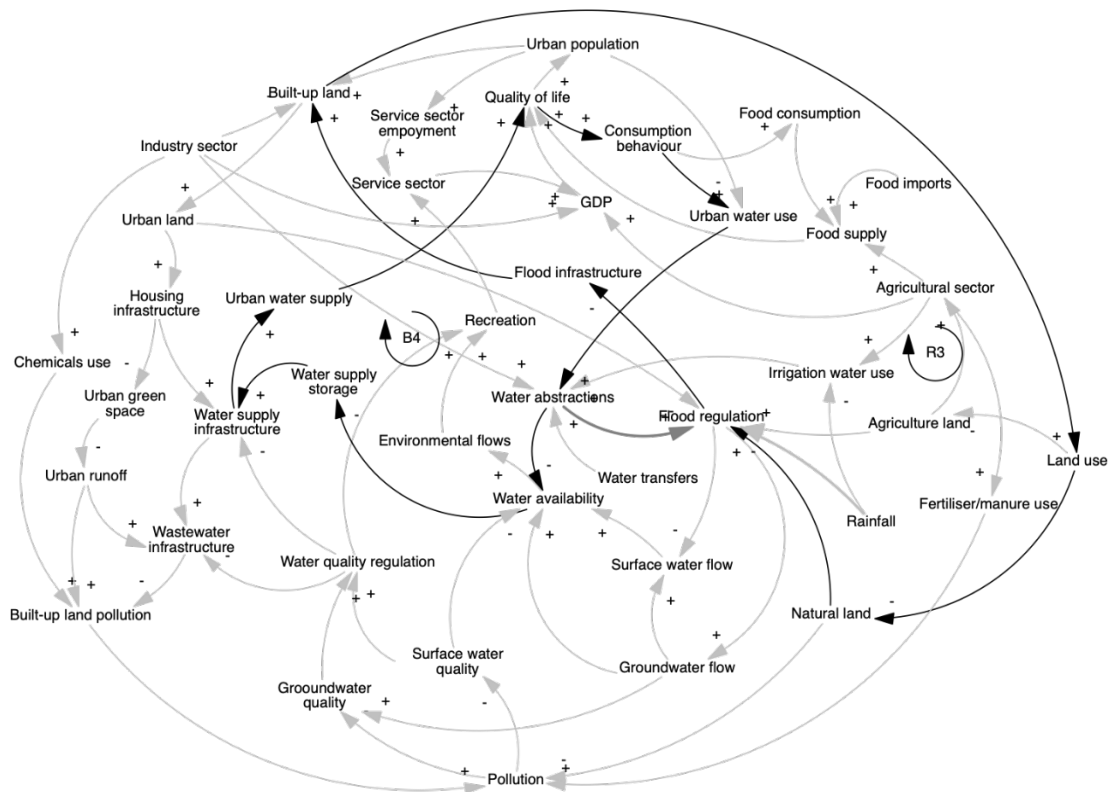 Urban population
Built-up land
Quality of life
Service sector
empoyment
Consumption
behaviour
Food consumption
Industry sector
Service sector
Food imports
GDP
Urban land
Urban water use
Food supply
Flood infrastructure
Agricultural sector
Housing
infrastructure
Urban water supply
Recreation
B4
R3
Chemicals use
Water supply
storage
Irrigation water use
Urban green
space
Water supply
infrastructure
Water abstractions
Flood regulation
Agriculture land
Environmental flows
Land use
Urban runoff
Water transfers
Water availability
Fertiliser/manure use
Rainfall
Wastewater
infrastructure
Water quality regulation
Surface water flow
Built-up land pollution
Natural land
Surface water
quality
Groundwater flow
Grooundwater
quality
Pollution